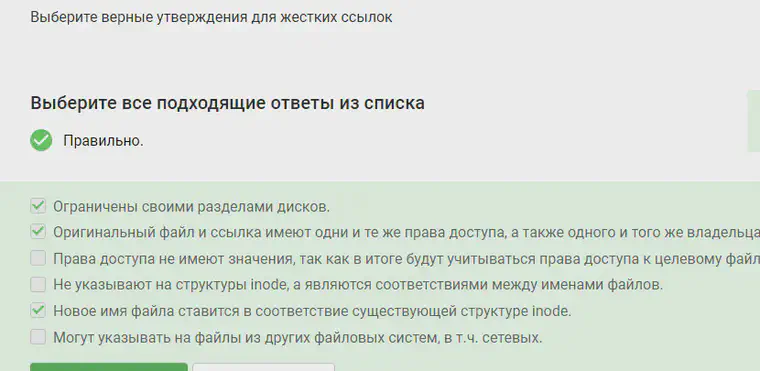 Выберите верные утверждения для жестких ссылок
Выберите все подходящие ответы из списка
Правильно.
Ограничены своими разделами дисков.
Оригинальный файл и ссылка имеют одни и те же права доступа, а также одного и того же владельца
Права доступа не имеют значения, так как в итоге будут учитываться права доступа к целевому файл
Не указывают на структуры inode, а являются соответствиями между именами файлов.
Новое имя файла ставится в соответствие существующей структуре inode.
Могут указывать на файлы из других файловых систем, в т.ч. сетевых.